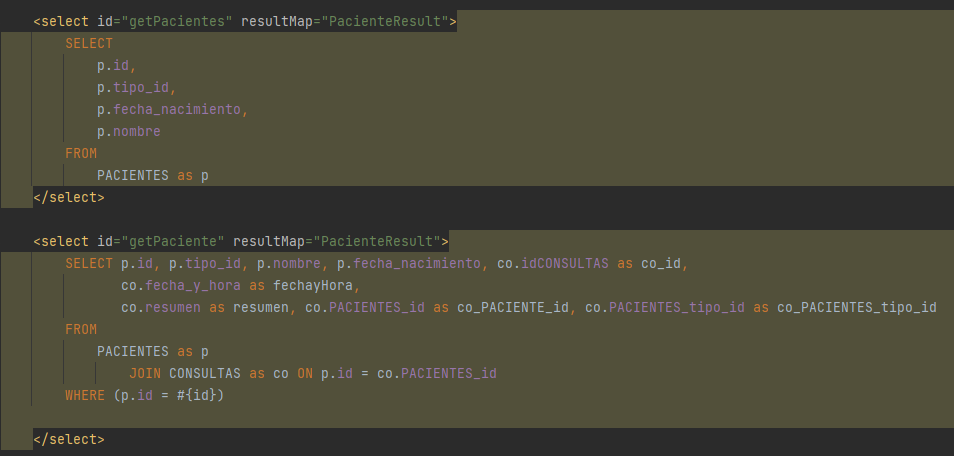 <select id="getPacientes" resultMap="PacienteResult">
SELECT
p.id,
p.tipo_id,
p.fecha_nacimiento,
p.nombre
FROM
PACIENTES as p
</select>
<select id="getPaciente" resultMap="PacienteResult">
SELECT p.id, p.tipo_id, p.nombre, p.fecha_nacimiento, co.idCONSULTAS as co_id,
co.fecha_y_hora as fechayHora,
co.resumen as resumen, co.PACIENTES_id as co_PACIENTE_id, co.PACIENTES_tipo_id as co_PACIENTES_tipo_id
FROM
PACIENTES as p
JOIN CONSULTAS as co ON p.id = co.PACIENTES_id
WHERE (p.id = #{id})
</select>